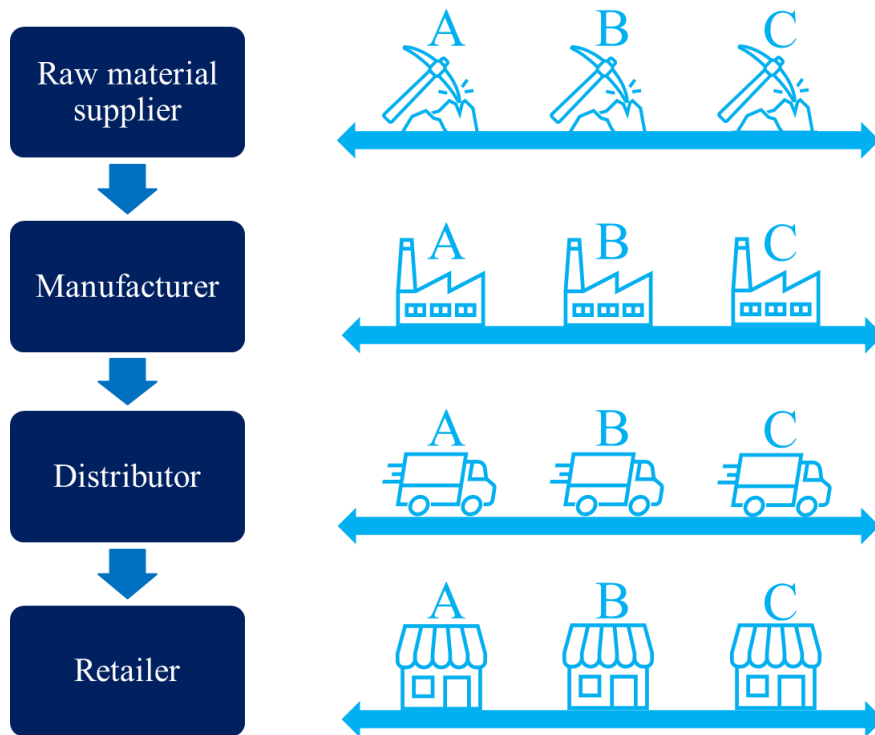 Raw material
supplier
A B C
Manufacturer
A B C
Distributor
A B C
Retailer
A B C